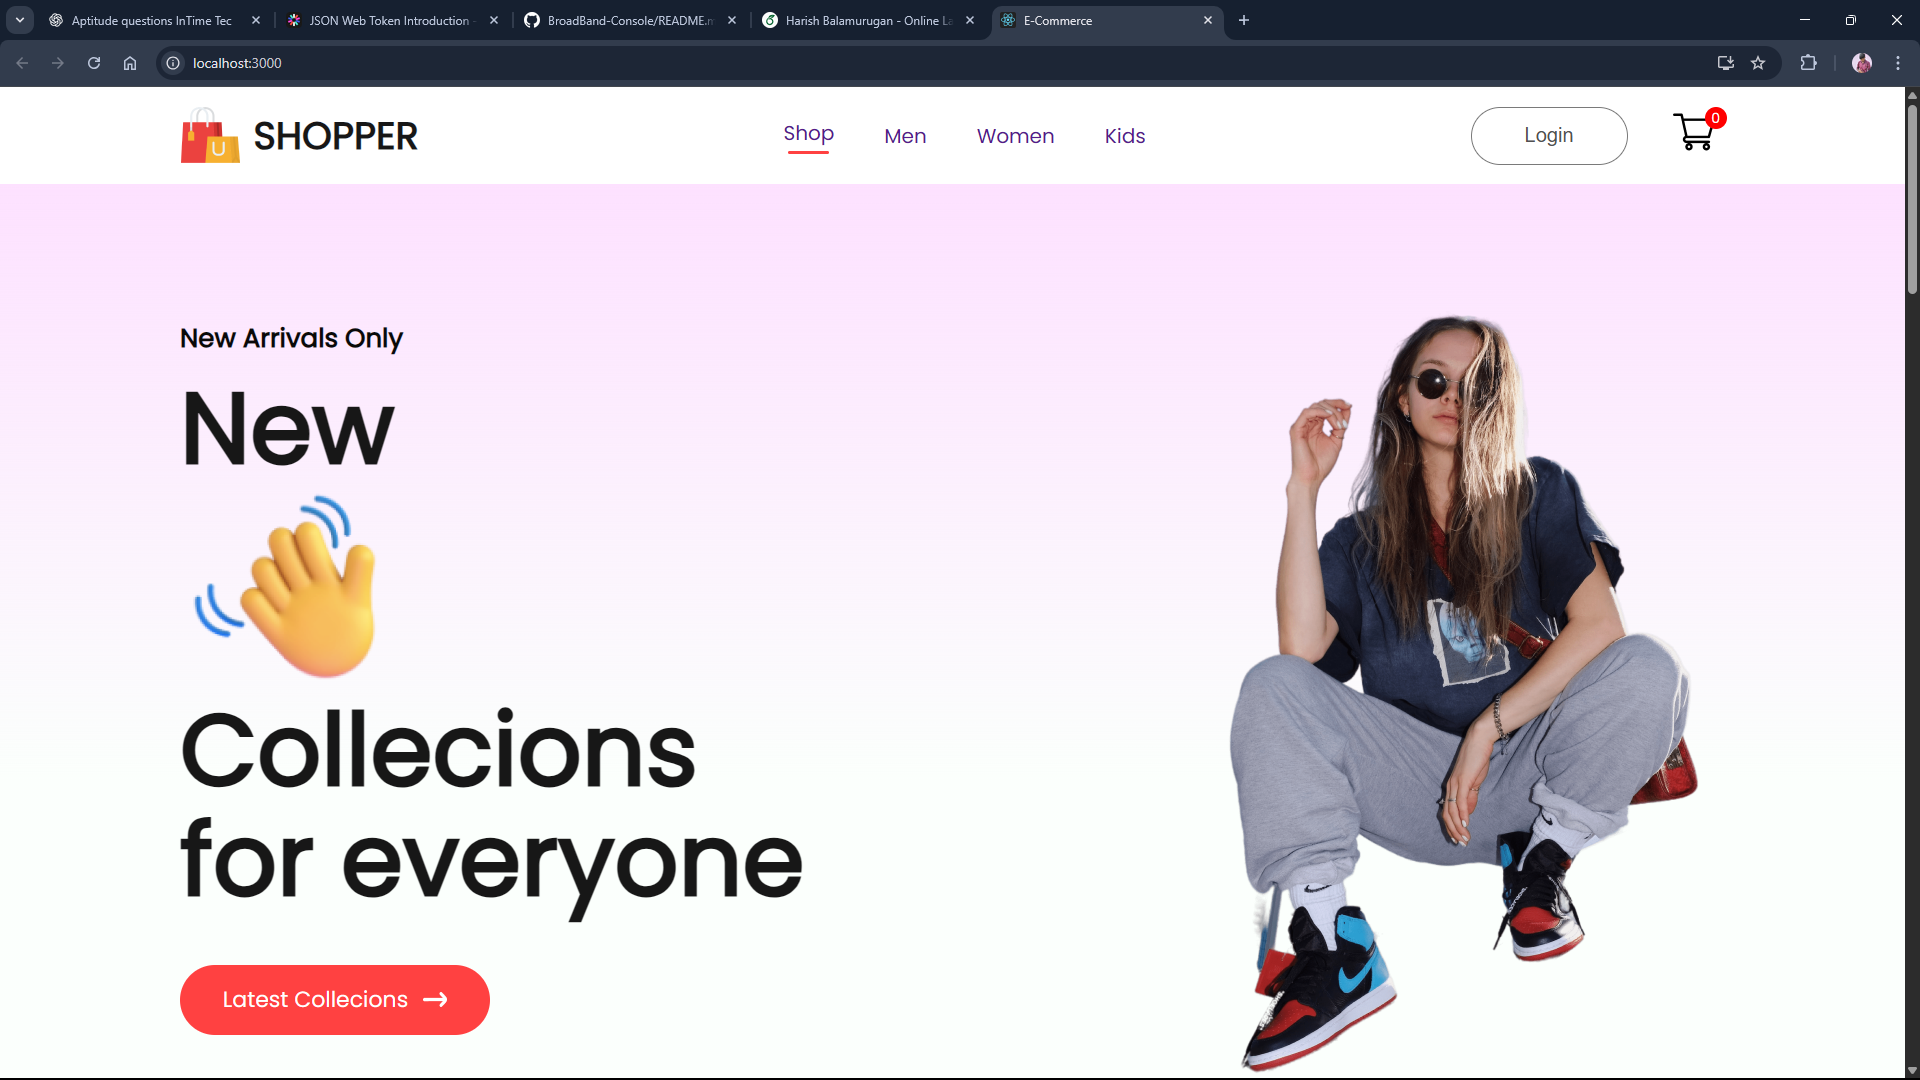 Aptitude questions InTime Tec
JSON Web Token Introduction
BroadBand-Console/README.m
Harish Balamurugan - Online La
E-Commerce
localhost:3000
U
SHOPPER
Shop
Men
Women
Kids
Login
0
New Arrivals Only
New
Collecions
for everyone
Latest Collecions